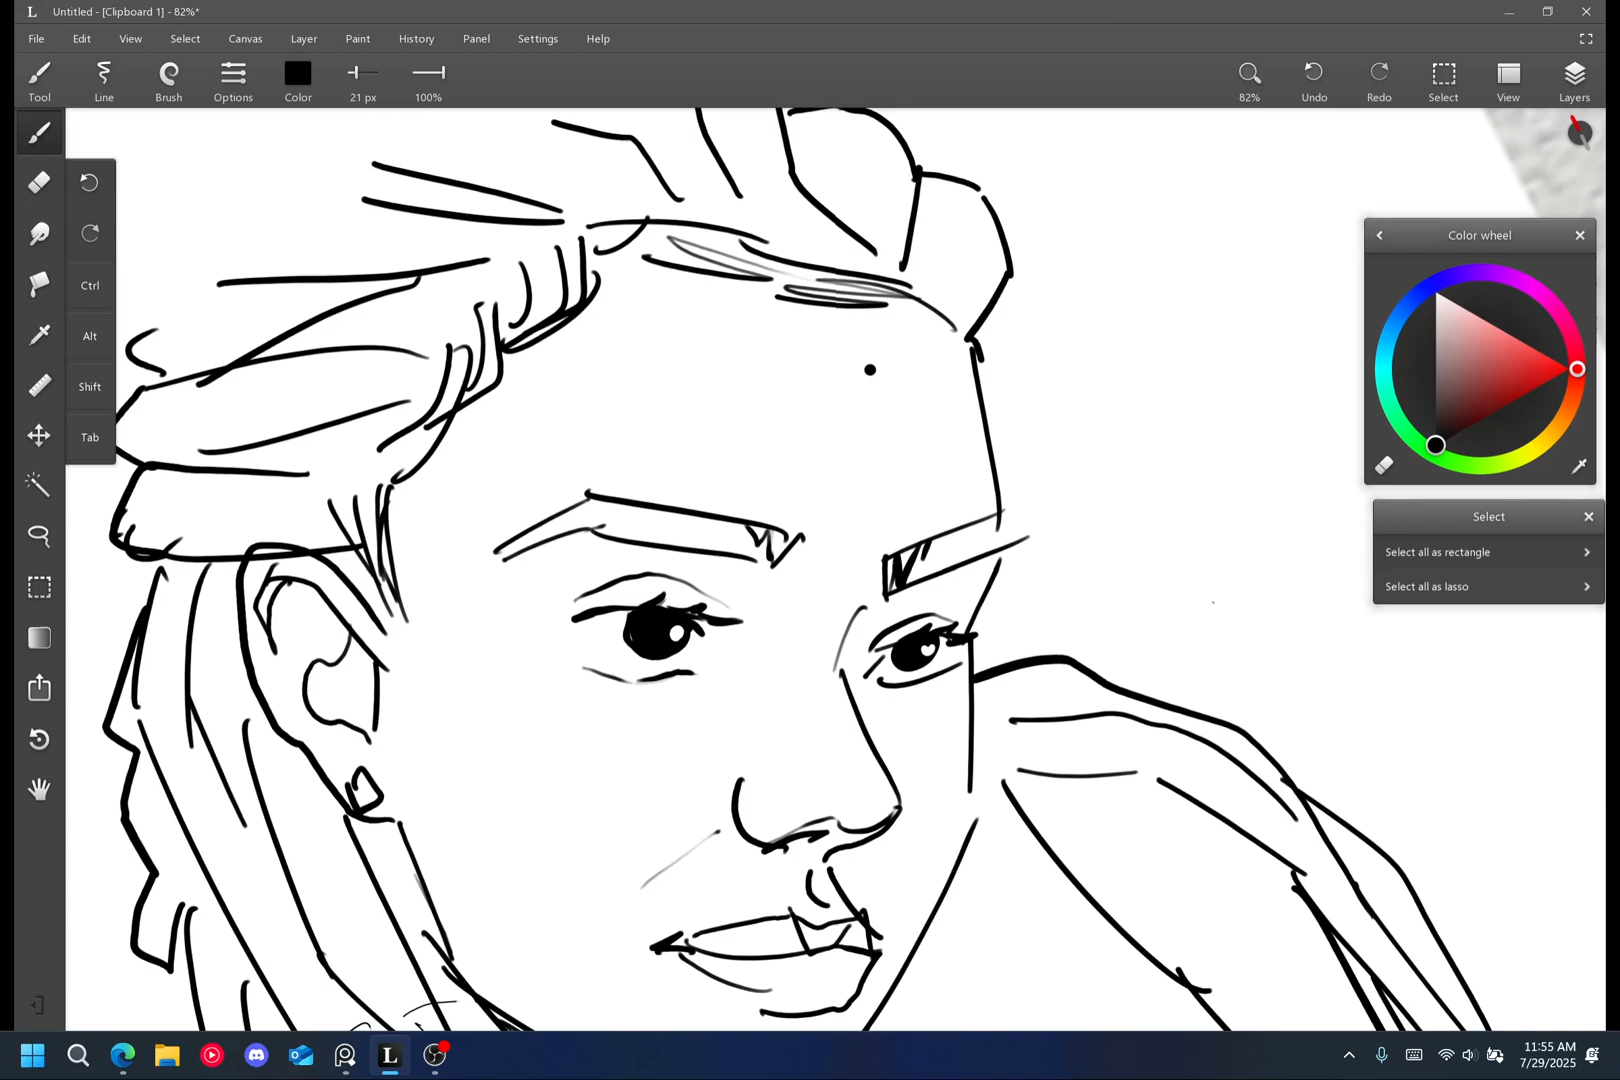 L Untitled - [Clipboard 1] - 82%*
File Edit View Select Canvas Layer Paint History Panel Settings Help
Tool Line Brush Options Color 21 px 100% 82% Undo Redo Select View Layers
Color wheel
Ctrl
Alt
Shift
Tab
Select
Select all as rectangle
Select all as lasso
L
11:55 AM
7/29/2025